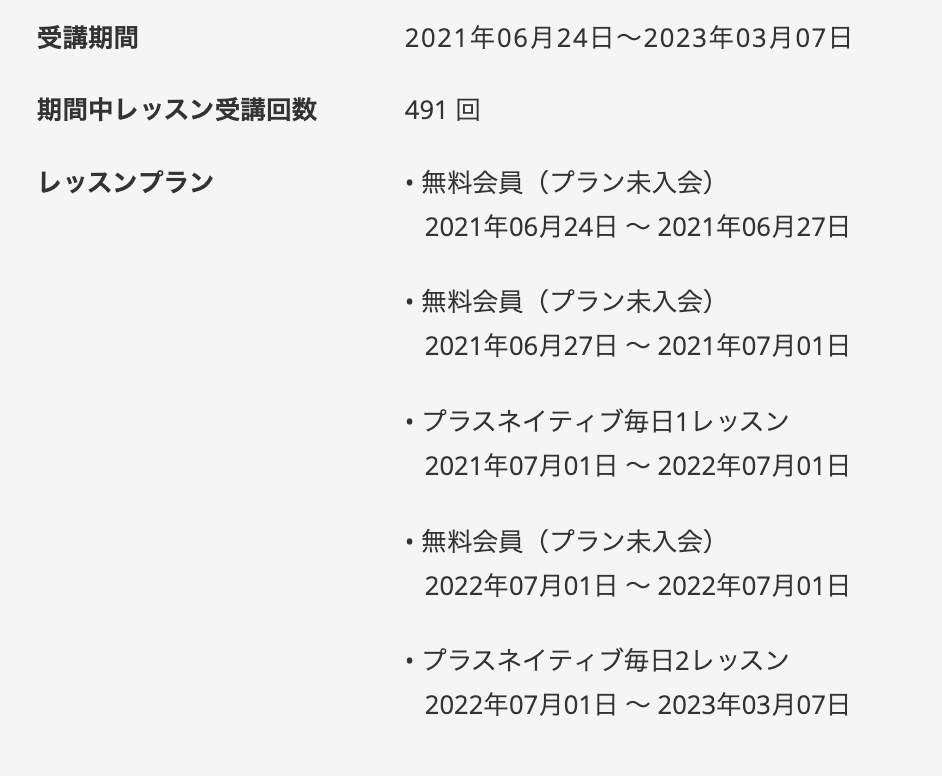 受講期間 2021年06月24日〜2023年03月07日
期間中レッスン受講回数 491 回
レッスンプラン • 無料会員（プラン未入会）
2021年06月24日 〜 2021年06月27日
• 無料会員（プラン未入会）
2021年06月27日 〜 2021年07月01日
• プラスネイティブ毎日1レッスン
2021年07月01日 〜 2022年07月01日
• 無料会員（プラン未入会）
2022年07月01日 〜 2022年07月01日
• プラスネイティブ毎日2レッスン
2022年07月01日 〜 2023年03月07日